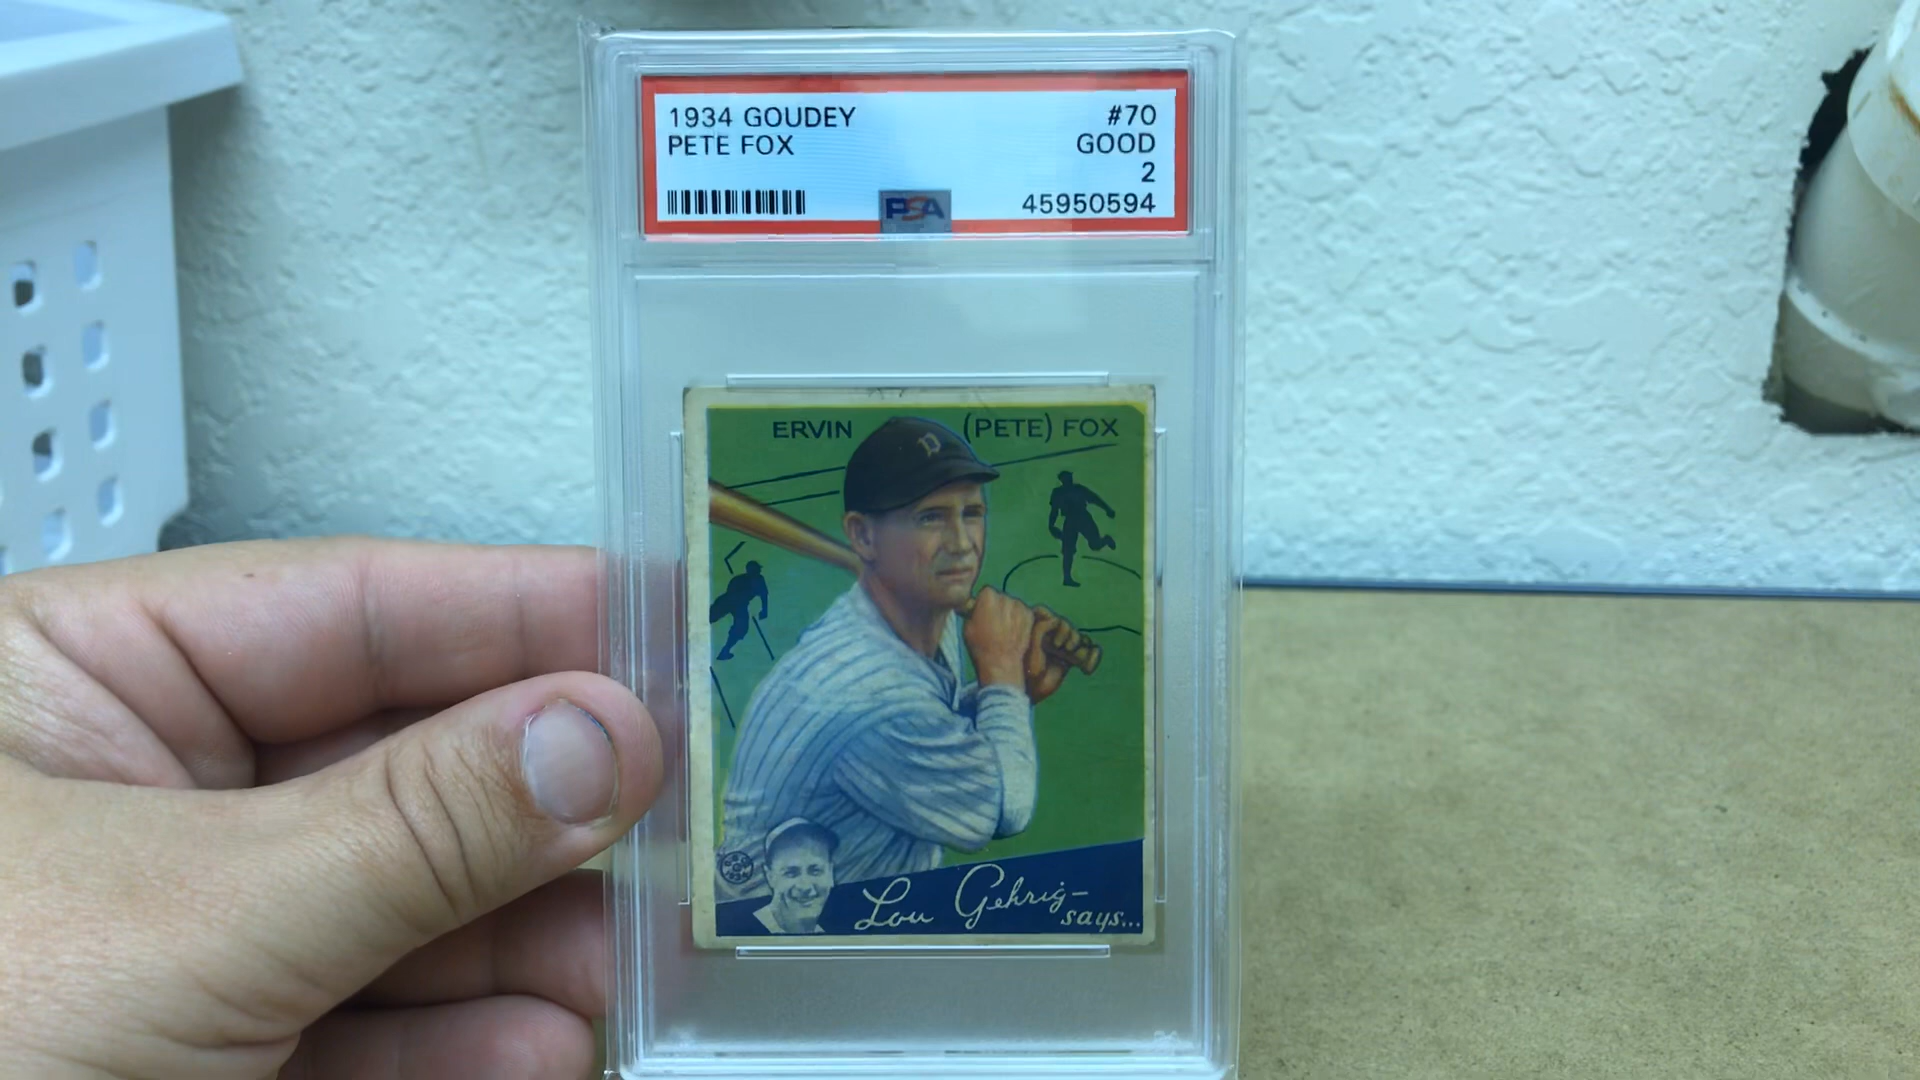 1934 GOUDEY #70
PETE FOX GOOD
2
PSA 45950594
ERVIN (PETE) FOX
D
Lou Gehrig—
says...